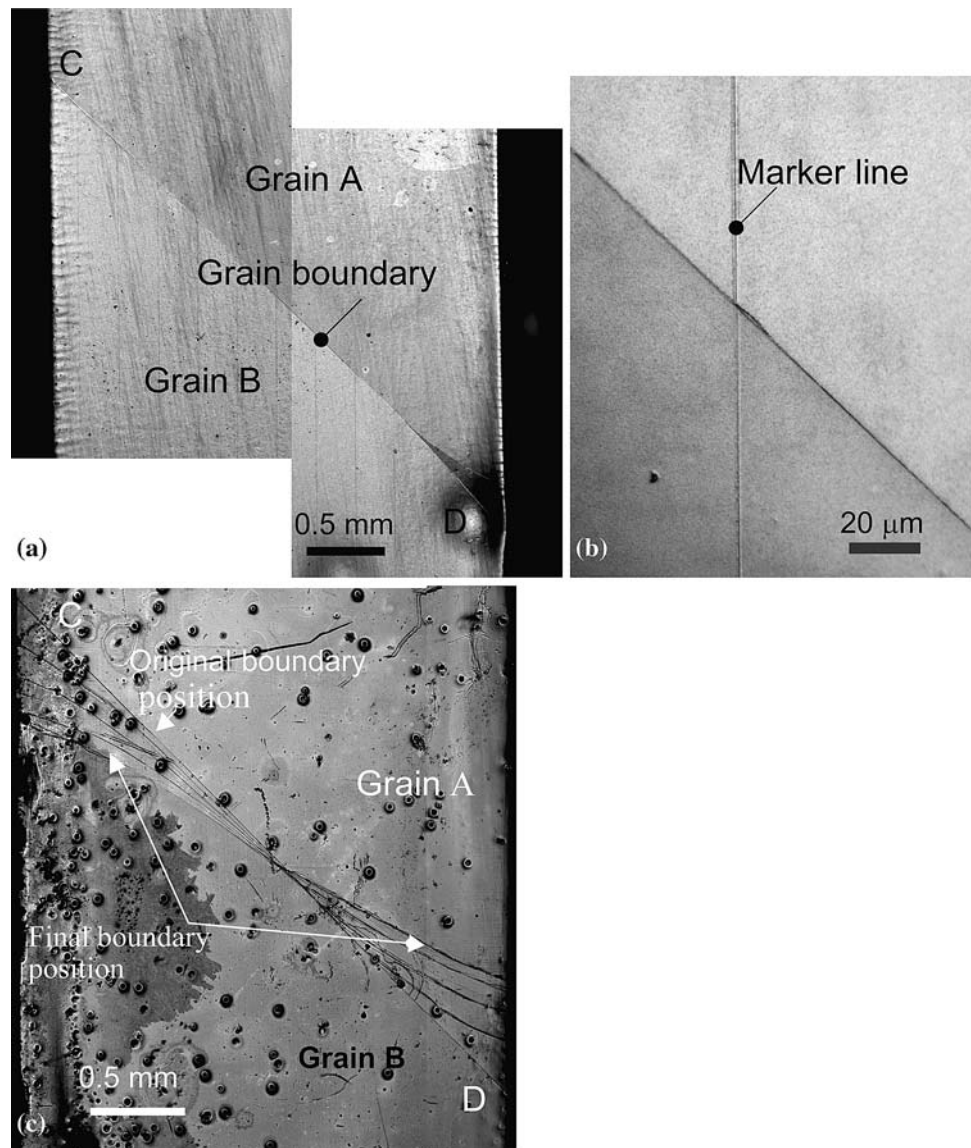 C
Grain A
Grain boundary
Grain B
0.5 mm
D
(a)
Marker line
20 μm
(b)
C
Original boundary
position
Grain A
Final boundary
position
Grain B
0.5 mm
D
(c)